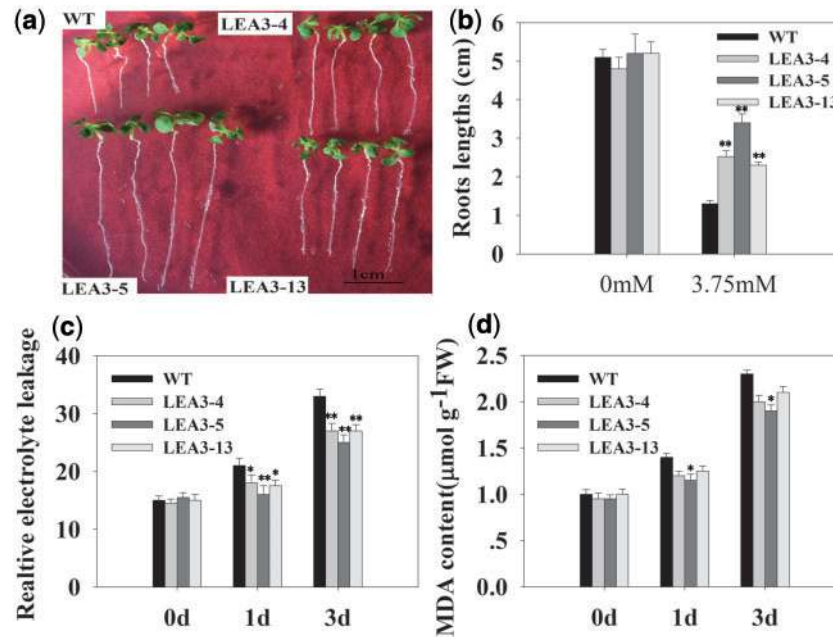 (a)
WT
LEA3-4
LEA3-5
LEA3-13
1cm
(b)
Roots lengths (cm)
6
5
4
3
2
1
0
WT
LEA3-4
LEA3-5
LEA3-13
**
**
**
0mM
3.75mM
(c)
Realtive electrolyte leakage
40
30
20
10
0
WT
LEA3-4
LEA3-5
LEA3-13
*
**
*
**
**
**
0d
1d
3d
(d)
MDA content(μmol g⁻¹FW)
2.5
2.0
1.5
1.0
.5
0.0
WT
LEA3-4
LEA3-5
LEA3-13
*
*
0d
1d
3d